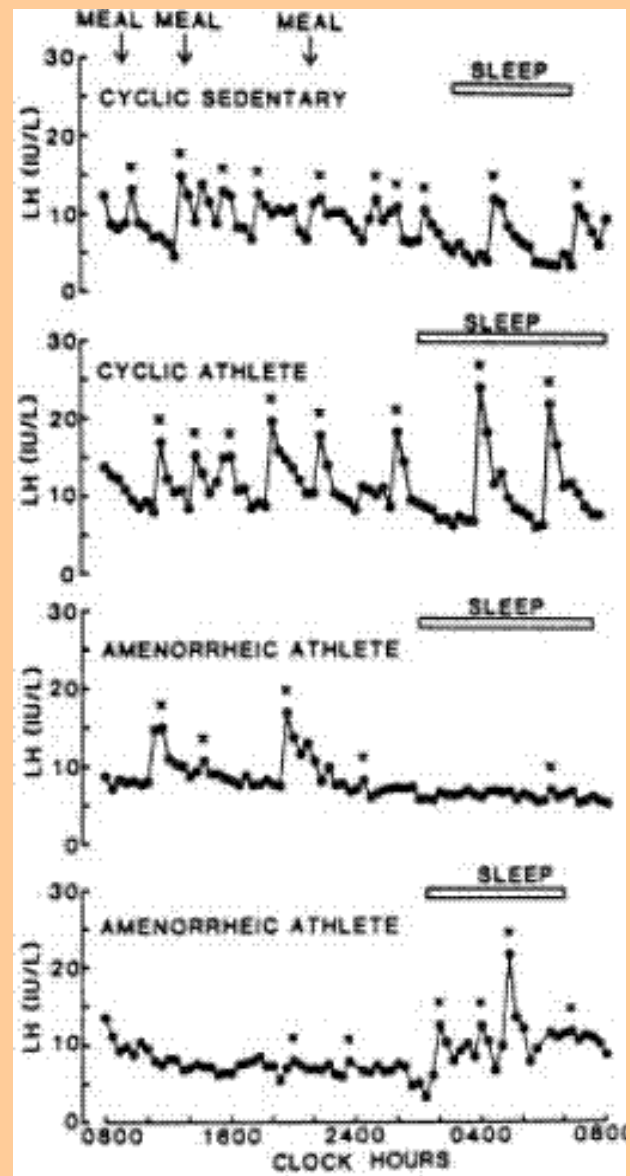 MEAL MEAL MEAL
30
SLEEP
CYCLIC SEDENTARY
20
LH (IU/L)
10
0
30
SLEEP
CYCLIC ATHLETE
20
LH (IU/L)
10
0
30
SLEEP
AMENORRHEIC ATHLETE
20
LH (IU/L)
10
0
30
SLEEP
AMENORRHEIC ATHLETE
20
LH (IU/L)
10
0
0800 1800 2400 0400 0800
CLOCK HOURS